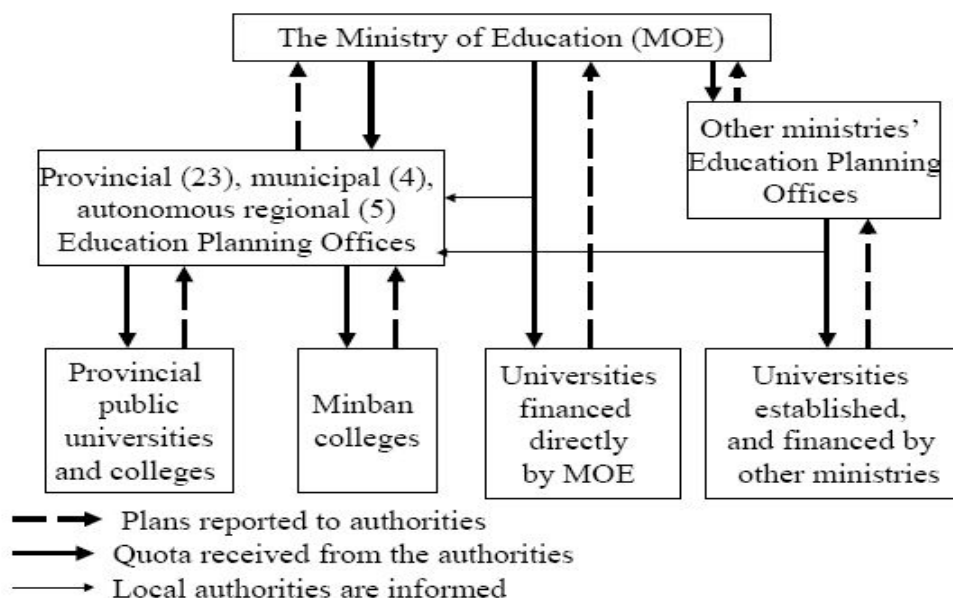 The Ministry of Education (MOE)
Other ministries’
Education Planning
Offices
Provincial (23), municipal (4),
autonomous regional (5)
Education Planning Offices
Provincial
public
universities
and colleges
Minban
colleges
Universities
financed
directly
by MOE
Universities
established,
and financed by
other ministries
Plans reported to authorities
Quota received from the authorities
Local authorities are informed